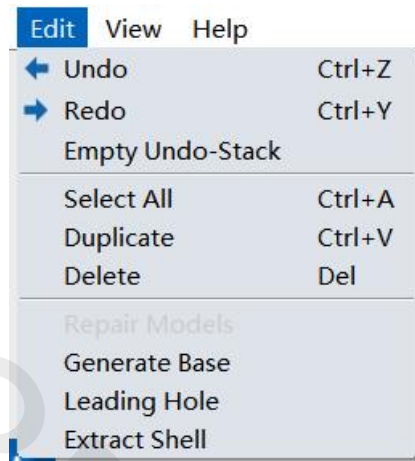 Edit View Help
Undo Ctrl+Z
Redo Ctrl+Y
Empty Undo-Stack
Select All Ctrl+A
Duplicate Ctrl+V
Delete Del
Repair Models
Generate Base
Leading Hole
Extract Shell